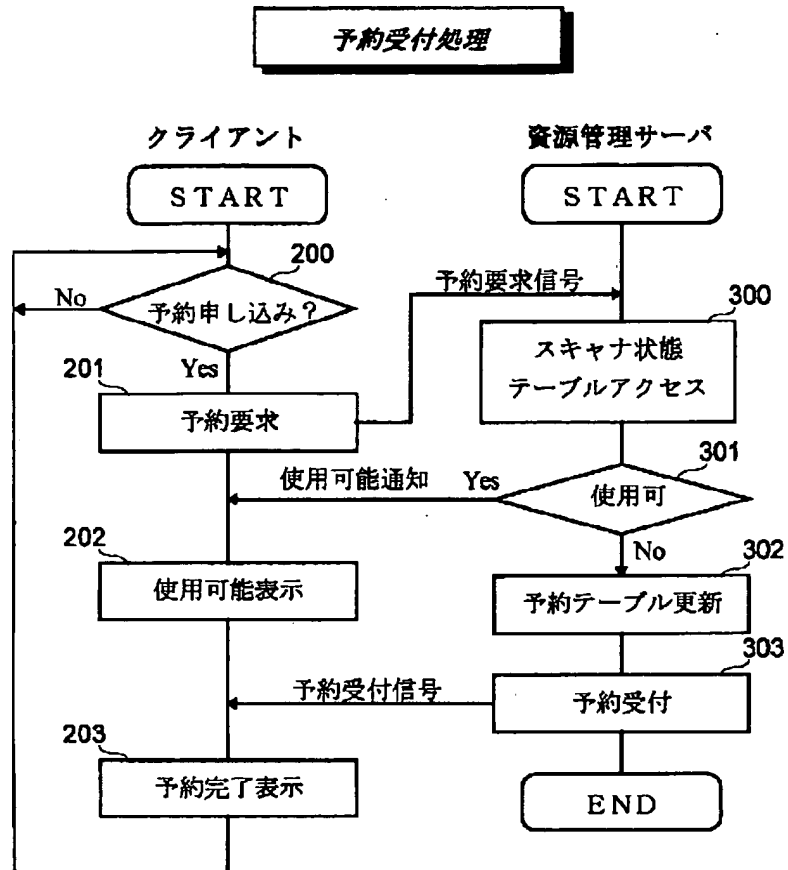 予約受付処理
クライアント
資源管理サーバ
START
START
200
予約申し込み?
No
Yes
予約要求信号
300
スキャナ状態
テーブルアクセス
201
予約要求
301
使用可
使用可能通知
Yes
No
202
使用可能表示
302
予約テーブル更新
303
予約受付
予約受付信号
203
予約完了表示
END